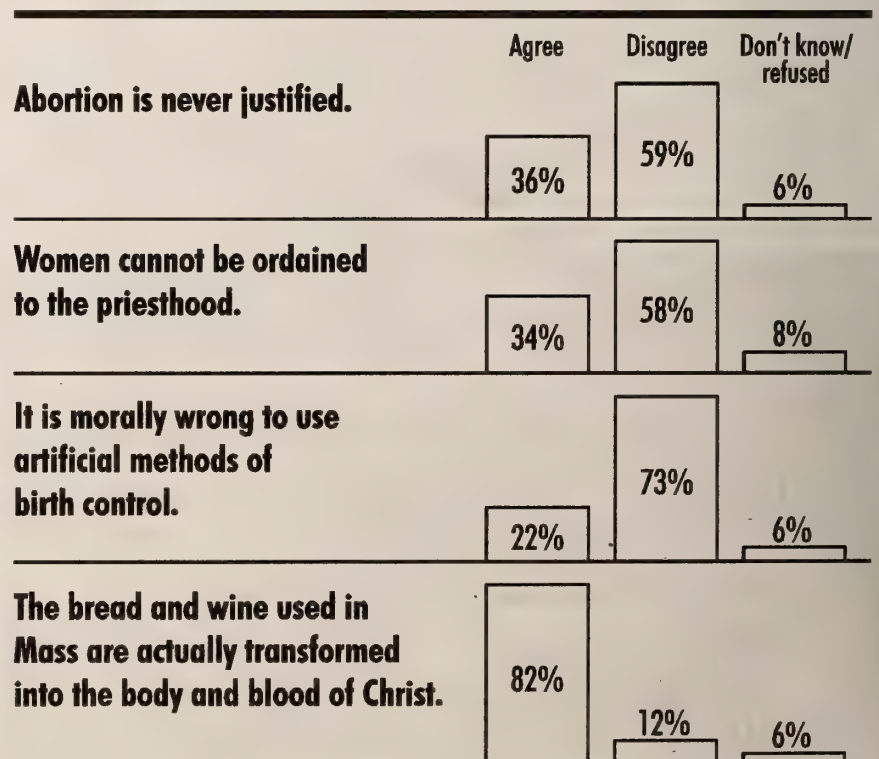 Agree Disagree Don't know/
refused
Abortion is never justified.
36% 59% 6%
Women cannot be ordained
to the priesthood.
34% 58% 8%
It is morally wrong to use
artificial methods of
birth control.
22% 73% 6%
The bread and wine used in
Mass are actually transformed
into the body and blood of Christ.
82% 12% 6%